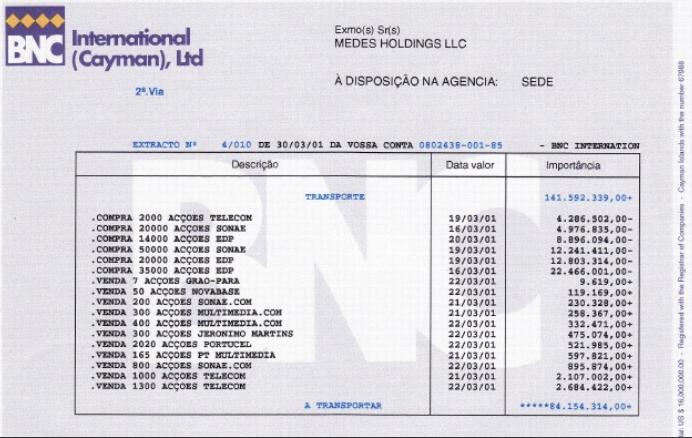 BNC International
(Cayman), Ltd
2ª.Via
Exmo(s) Sr(s)
MEDES HOLDINGS LLC
À DISPOSIÇÃO NA AGENCIA: SEDE
EXTRACTO Nº 4/010 DE 30/03/01 DA VOSSA CONTA 0802438-001-85 - BNC INTERNATION
Descrição Data valor Importância
TRANSPORTE 141.592.339,00+
.COMPRA 2000 ACÇOES TELECOM 19/03/01 4.286.502,00-
.COMPRA 20000 ACÇOES SONAE 16/03/01 4.976.835,00-
.COMPRA 14000 ACÇOES EDP 20/03/01 8.896.094,00-
.COMPRA 50000 ACÇOES SONAE 19/03/01 12.241.411,00-
.COMPRA 20000 ACÇOES EDP 19/03/01 12.803.314,00-
.COMPRA 35000 ACÇOES EDP 16/03/01 22.466.001,00-
.VENDA 7 ACÇOES GRAO-PARA 22/03/01 9.619,00+
.VENDA 50 ACÇOES NOVABASE 22/03/01 119.169,00+
.VENDA 200 ACÇOES SONAE.COM 21/03/01 230.328,00+
.VENDA 300 ACÇOES MULTIMEDIA.COM 21/03/01 258.367,00+
.VENDA 400 ACÇOES MULTIMEDIA.COM 22/03/01 332.471,00+
.VENDA 300 ACÇOES JERONIMO MARTINS 22/03/01 475.074,00+
.VENDA 2020 ACÇOES PORTUCEL 22/03/01 521.985,00+
.VENDA 165 ACÇOES PT MULTIMEDIA 21/03/01 597.821,00+
.VENDA 800 ACÇOES SONAE.COM 22/03/01 895.874,00+
.VENDA 1000 ACÇOES TELECOM 21/03/01 2.107.002,00+
.VENDA 1300 ACÇOES TELECOM 22/03/01 2.684.422,00+
A TRANSPORTAR *****84.154.314,00+
BNC
US $ 16,000,000.00 - Registered with the Registrar of Companies - Cayman Islands with the number 67988